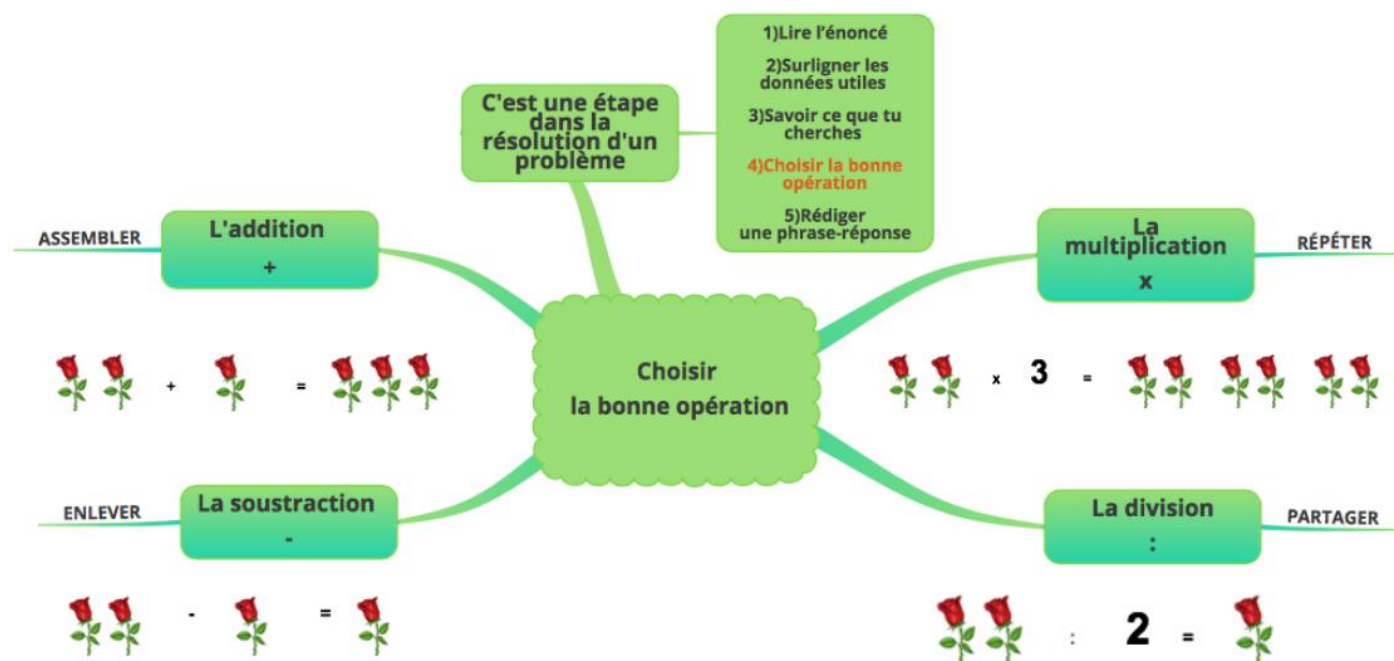 1)Lire l'énoncé
2)Surligner les
données utiles
3)Savoir ce que tu
cherches
4)Choisir la bonne
opération
5)Rédiger
une phrase-réponse
C'est une étape
dans la
résolution d'un
problème
ASSEMBLER
L'addition
+
La
multiplication
x
RÉPÉTER
+ =
x 3 =
Choisir
la bonne opération
ENLEVER
La soustraction
-
La division
:
PARTAGER
- =
: 2 =